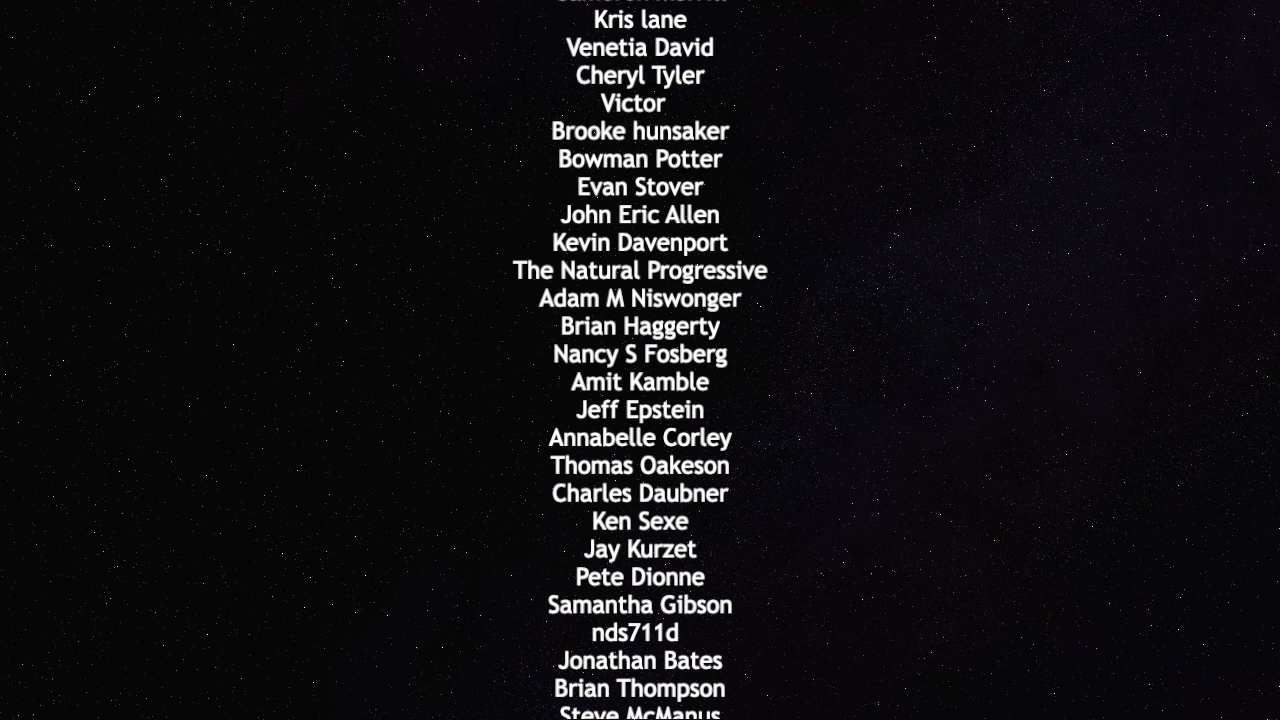 Kris lane
Venetia David
Cheryl Tyler
Victor
Brooke hunsaker
Bowman Potter
Evan Stover
John Eric Allen
Kevin Davenport
The Natural Progressive
Adam M Niswonger
Brian Haggerty
Nancy S Fosberg
Amit Kamble
Jeff Epstein
Annabelle Corley
Thomas Oakeson
Charles Daubner
Ken Sexe
Jay Kurzet
Pete Dionne
Samantha Gibson
nds711d
Jonathan Bates
Brian Thompson
Steve McManus